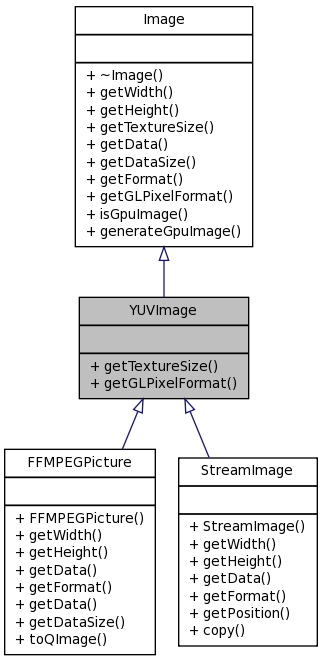 Image
+ ~Image()
+ getWidth()
+ getHeight()
+ getTextureSize()
+ getData()
+ getDataSize()
+ getFormat()
+ getGLPixelFormat()
+ isGpuImage()
+ generateGpuImage()
YUVImage
+ getTextureSize()
+ getGLPixelFormat()
FFMPEGPicture
+ FFMPEGPicture()
+ getWidth()
+ getHeight()
+ getData()
+ getFormat()
+ getData()
+ getDataSize()
+ toQImage()
StreamImage
+ StreamImage()
+ getWidth()
+ getHeight()
+ getData()
+ getFormat()
+ getPosition()
+ copy()